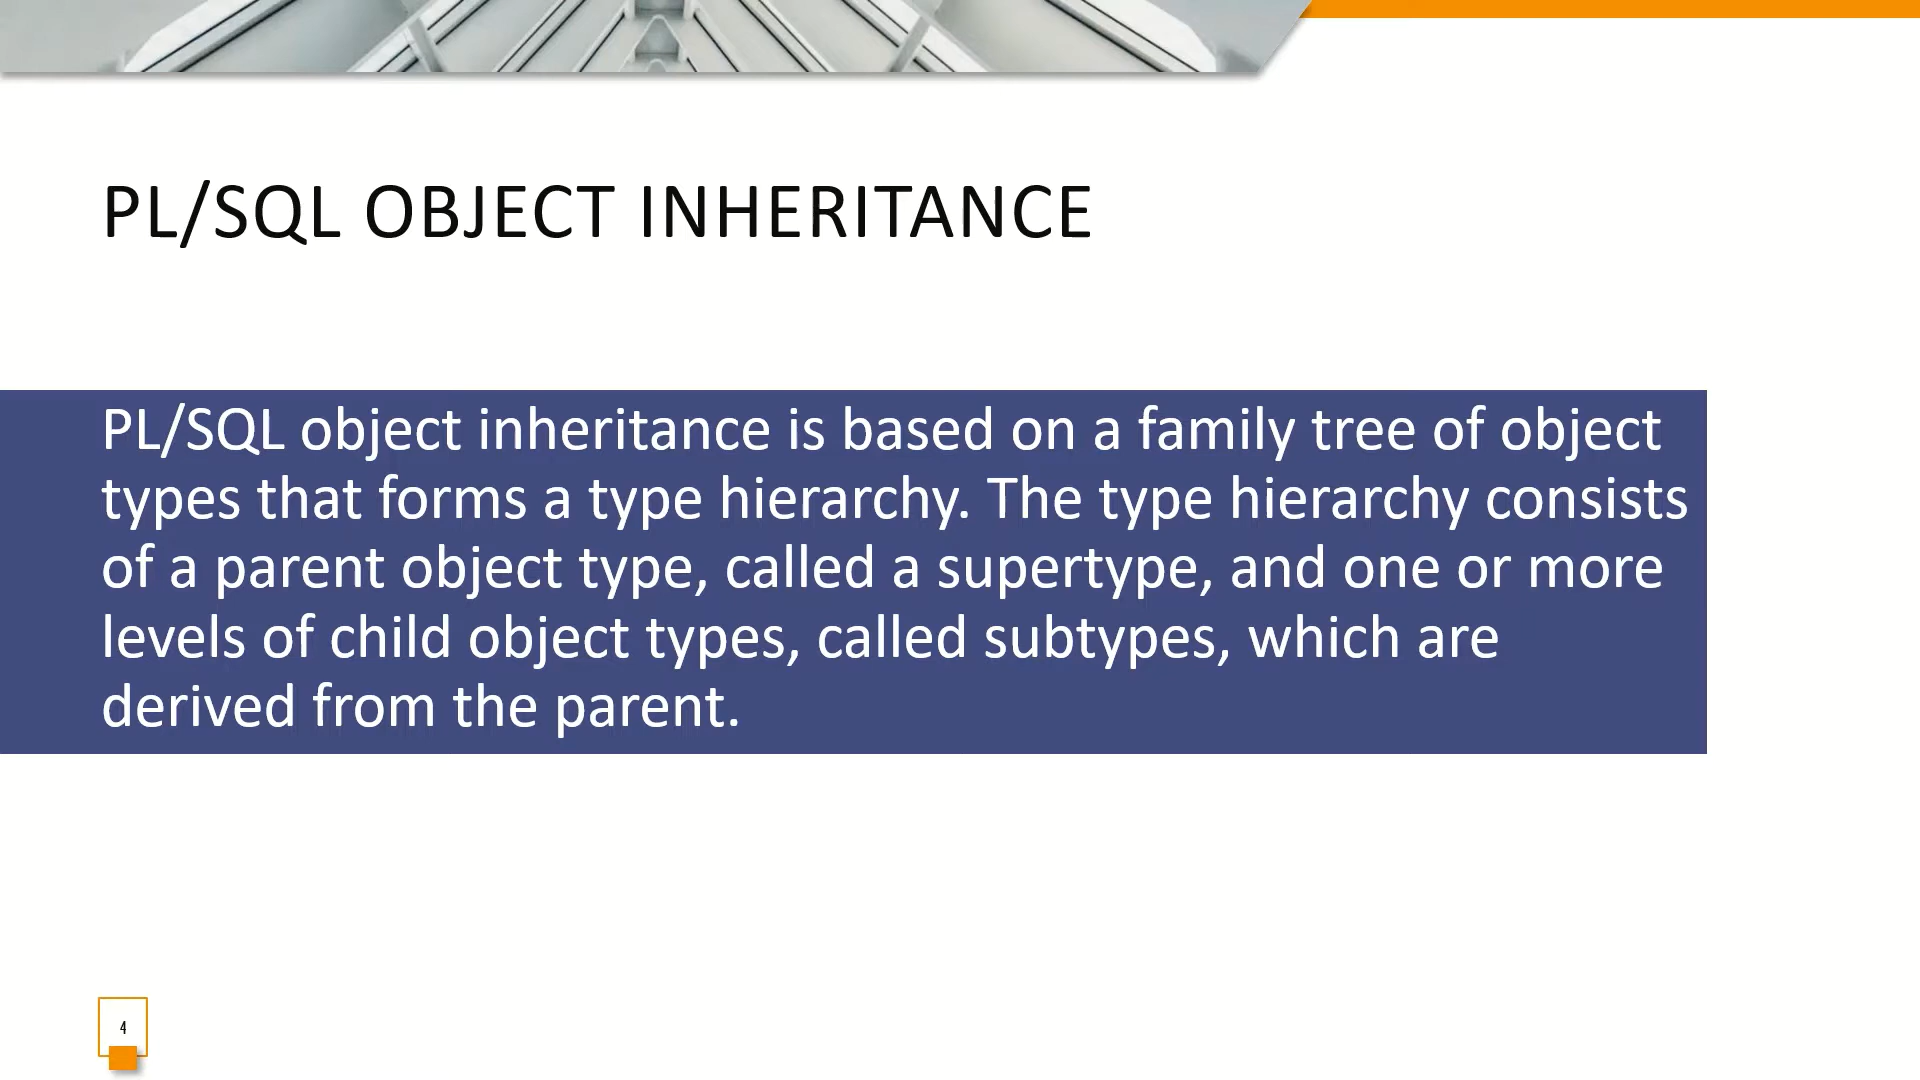 PL/SQL OBJECT INHERITANCE
PL/SQL object inheritance is based on a family tree of object
types that forms a type hierarchy. The type hierarchy consists
of a parent object type, called a supertype, and one or more
levels of child object types, called subtypes, which are
derived from the parent.
4